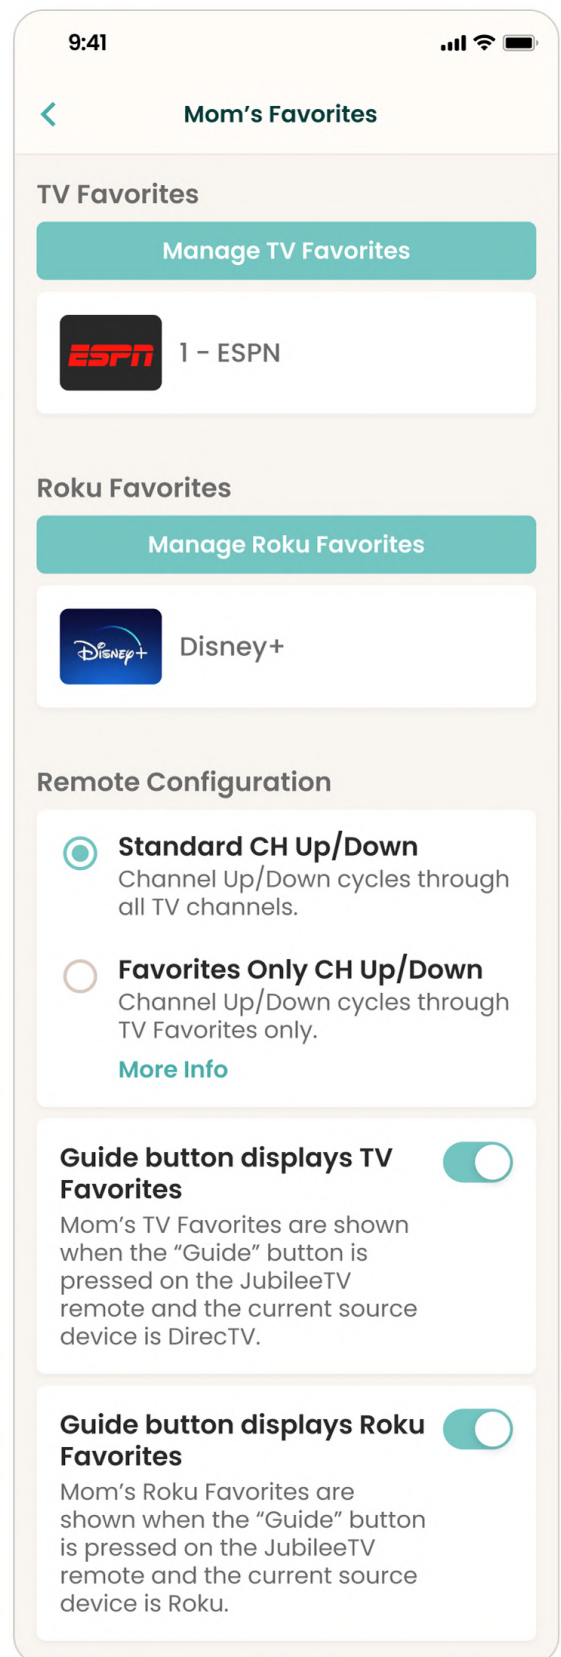 9:41
Mom's Favorites
TV Favorites
Manage TV Favorites
ESPN
1 - ESPN
Roku Favorites
Manage Roku Favorites
Disney+
Disney+
Remote Configuration
Standard CH Up/Down
Channel Up/Down cycles through
all TV channels.
Favorites Only CH Up/Down
Channel Up/Down cycles through
TV Favorites only.
More Info
Guide button displays TV
Favorites
Mom's TV Favorites are shown
when the “Guide” button is
pressed on the JubileeTV
remote and the current source
device is DirecTV.
Guide button displays Roku
Favorites
Mom's Roku Favorites are
shown when the “Guide” button
is pressed on the JubileeTV
remote and the current source
device is Roku.